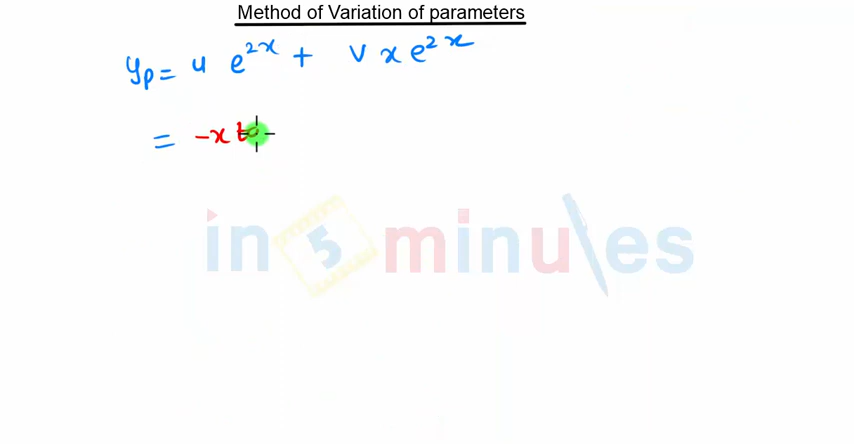 Method of Variation of parameters
yp = u e^{2x} + v x e^{2x}
= -x t
in 5 minutes